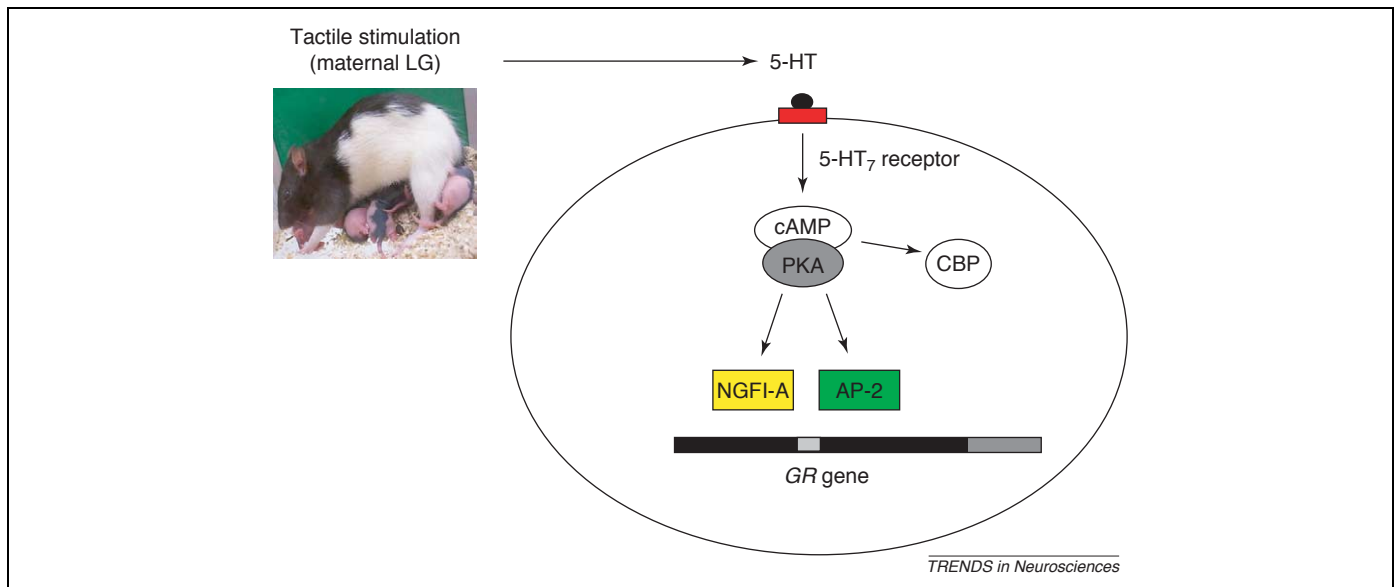 Tactile stimulation
(maternal LG)
5-HT
5-HT₇ receptor
cAMP
PKA
CBP
NGFI-A
AP-2
GR gene
TRENDS in Neurosciences